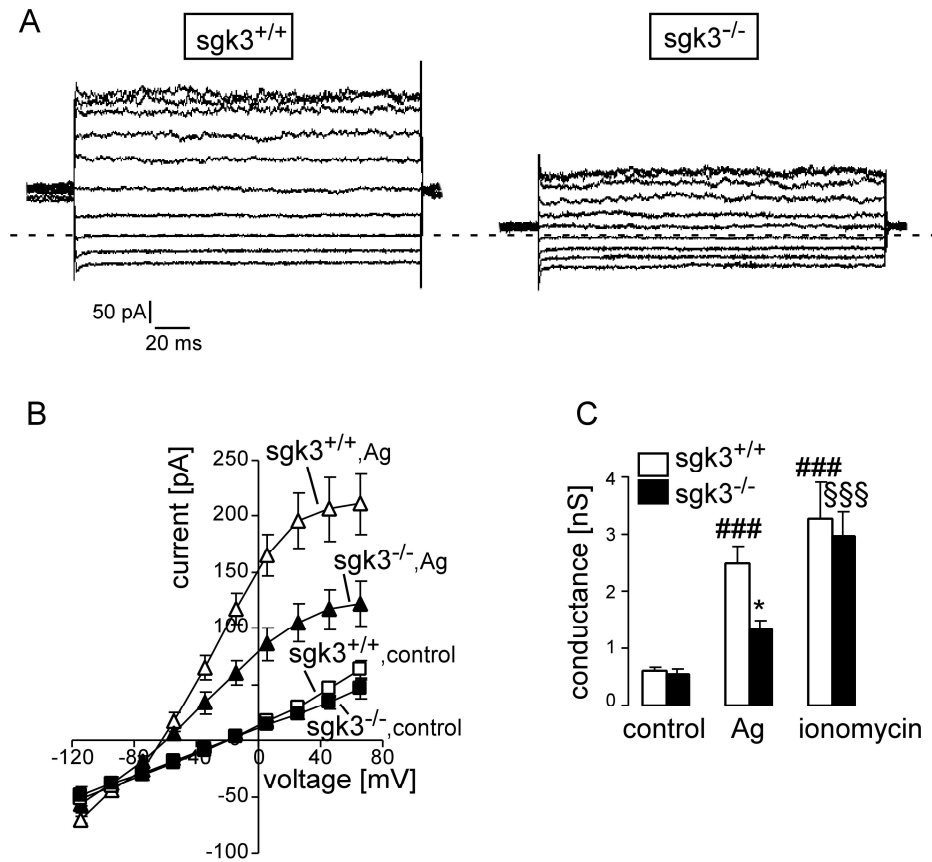 A
sgk3+/+
sgk3-/-
50 pA
20 ms
B
current [pA]
250
200
150
100
-50
-100
-120
-80
-40
0
40
80
voltage [mV]
sgk3+/+,Ag
sgk3-/-,Ag
sgk3+/+,control
sgk3-/-,control
C
sgk3+/+
sgk3-/-
conductance [nS]
4
3
2
1
0
###
*
###
§§§
control
Ag
ionomycin